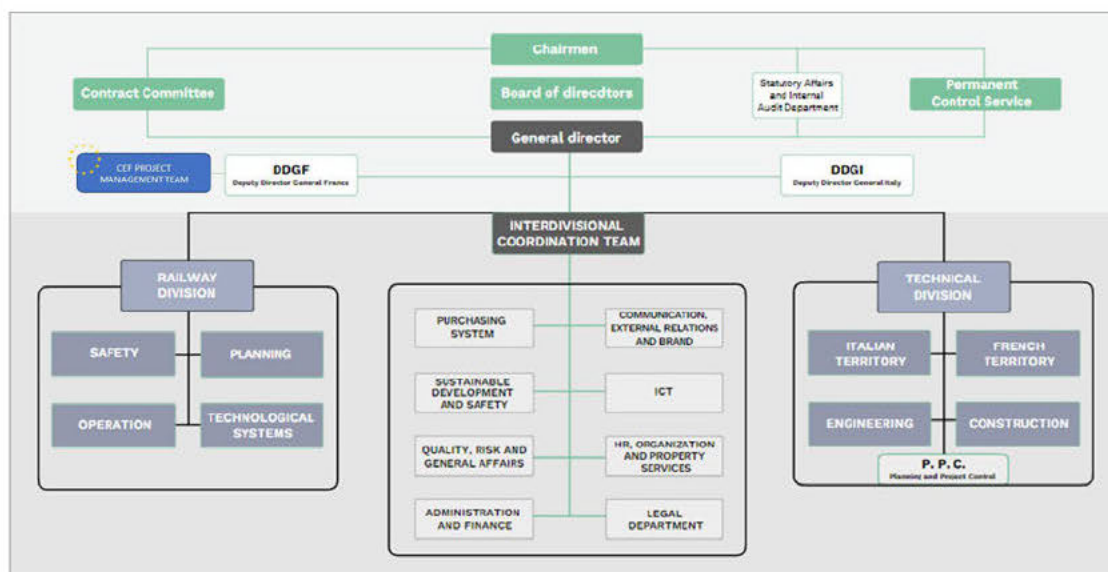 Chairmen
Contract Committee
Board of direcdtors
Statutory Affairs
and Internal
Audit Department
Permanent
Control Service
General director
CEF PROJECT
MANAGEMENT TEAM
DDGF
Deputy Director General France
DDGI
Deputy Director General Italy
INTERDIVISIONAL
COORDINATION TEAM
RAILWAY
DIVISION
SAFETY
PLANNING
OPERATION
TECHNOLOGICAL
SYSTEMS
PURCHASING
SYSTEM
COMMUNICATION,
EXTERNAL RELATIONS
AND BRAND
SUSTAINABLE
DEVELOPMENT
AND SAFETY
ICT
QUALITY, RISK AND
GENERAL AFFAIRS
HR, ORGANIZATION
AND PROPERTY
SERVICES
ADMINISTRATION
AND FINANCE
LEGAL
DEPARTMENT
TECHNICAL
DIVISION
ITALIAN
TERRITORY
FRENCH
TERRITORY
ENGINEERING
CONSTRUCTION
P. P. C.
Planning and Project Control